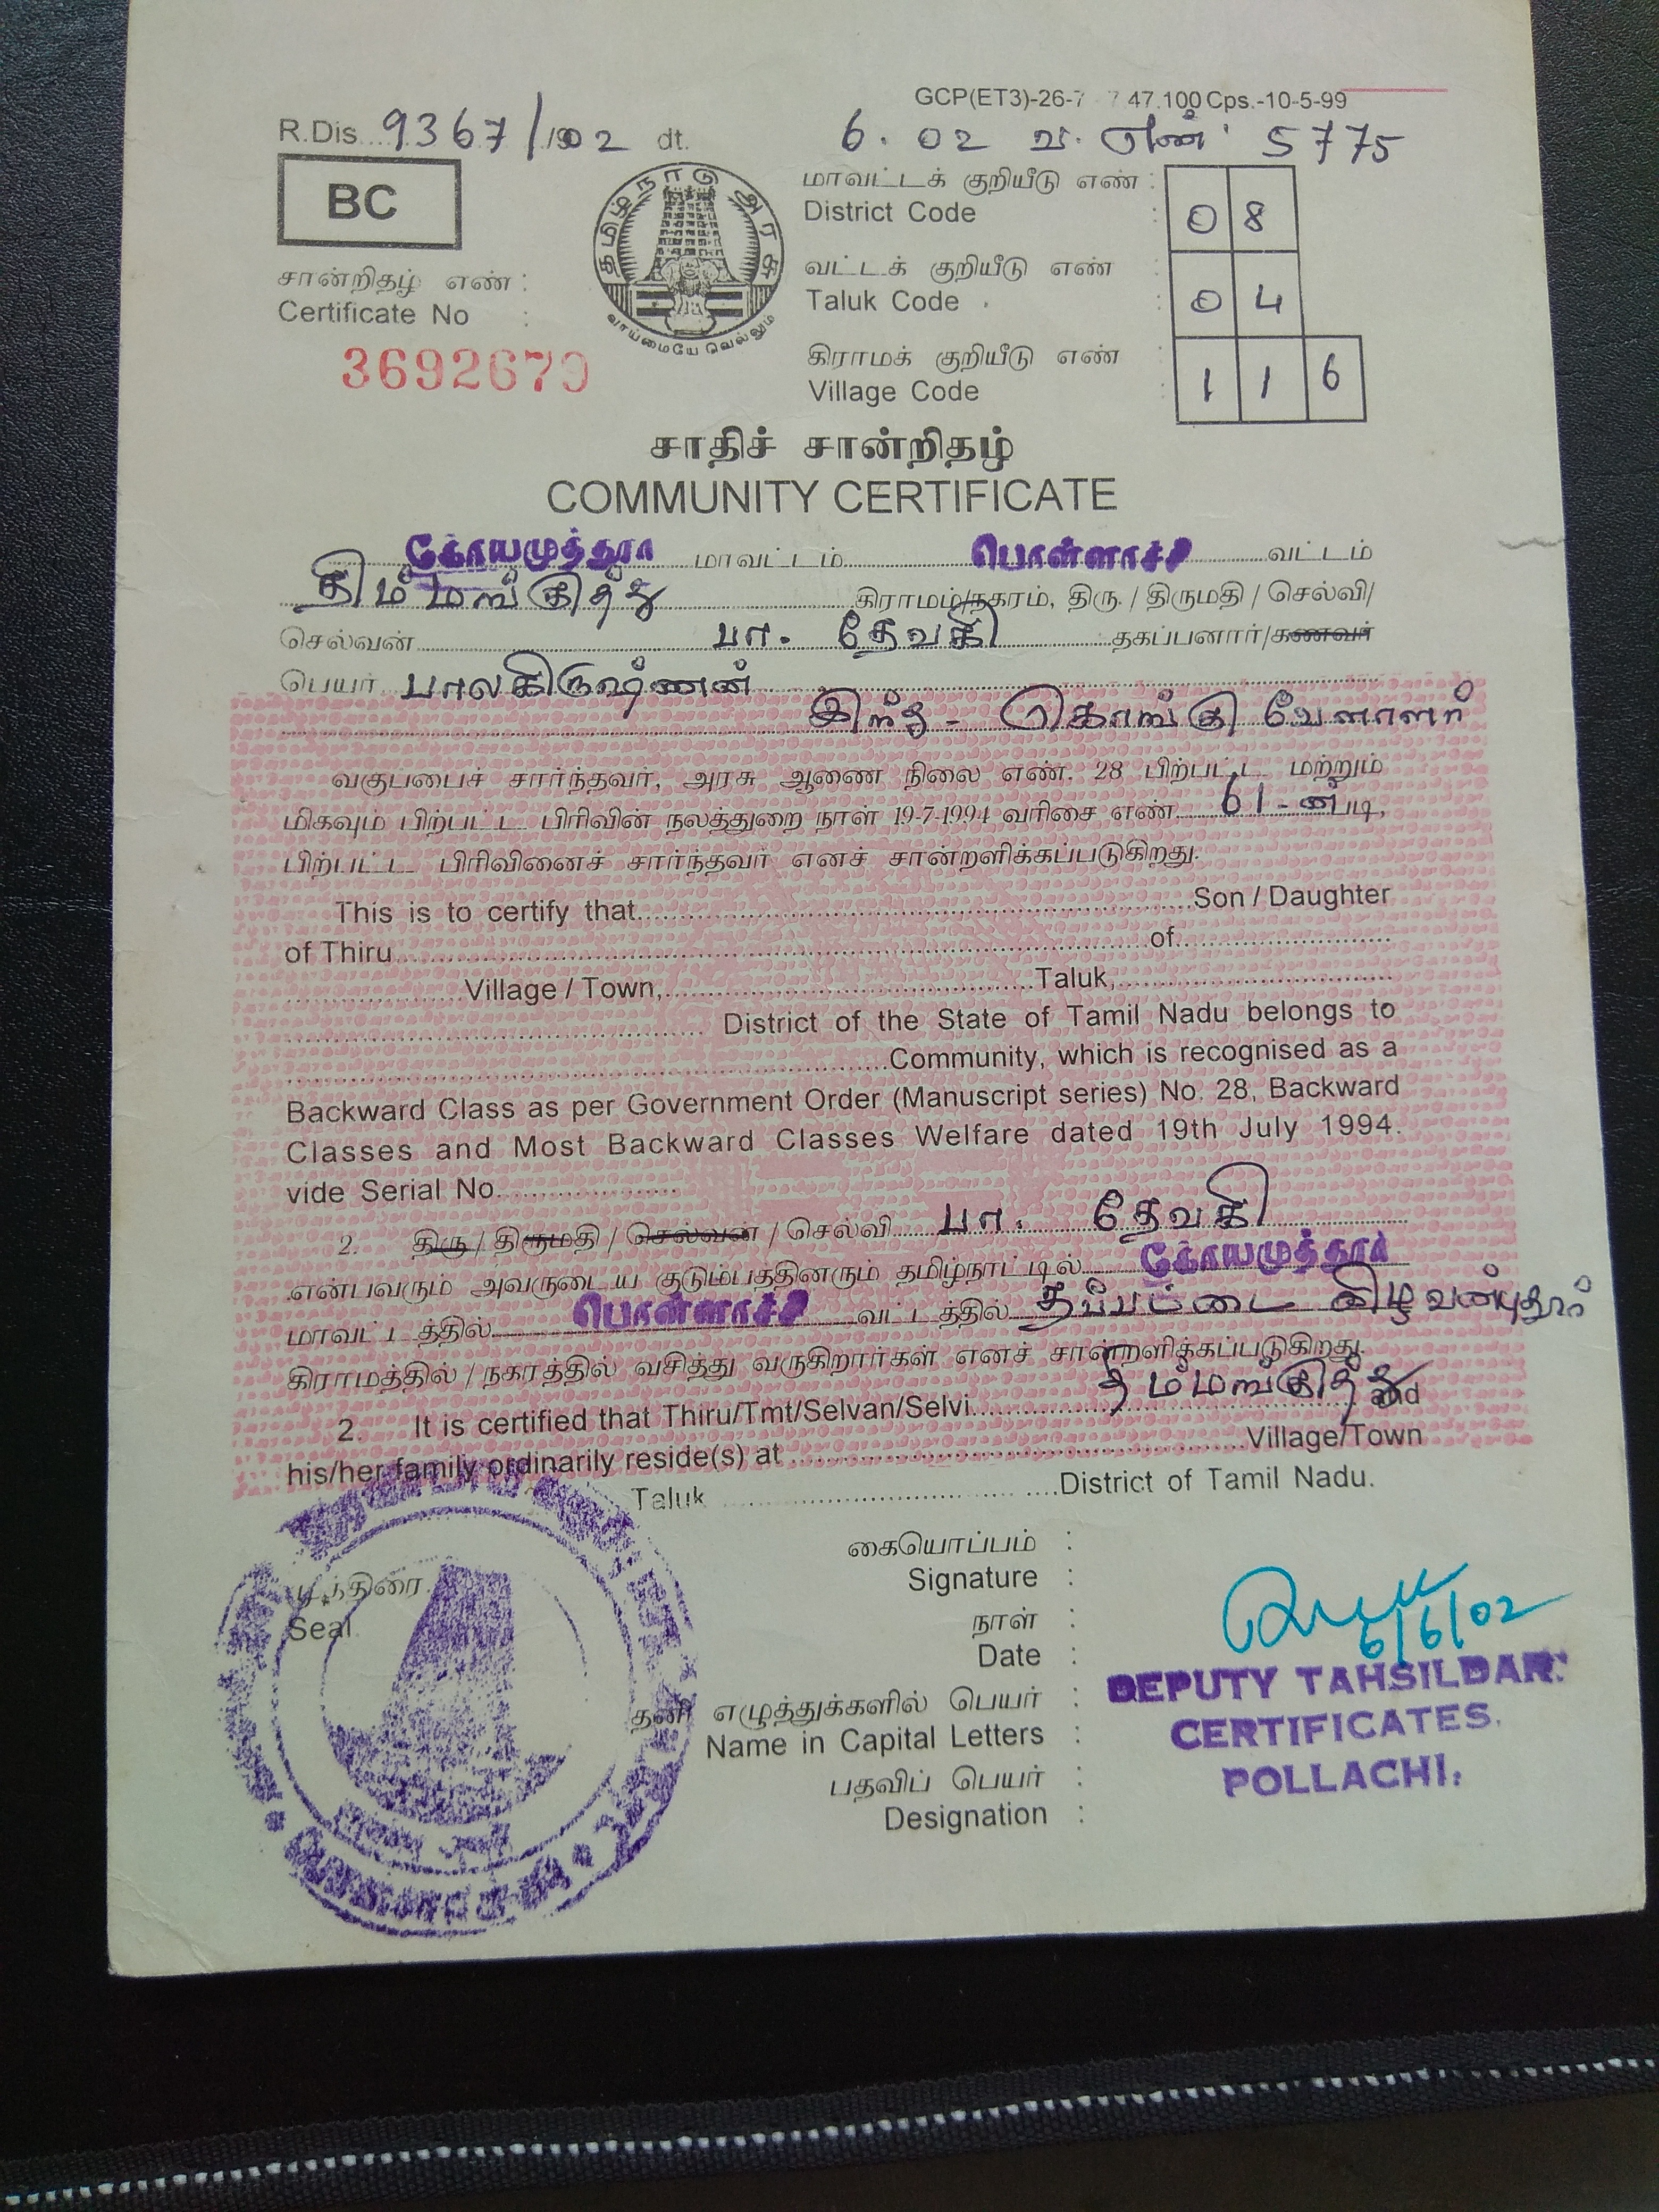 GCP(ET3)-26-7 47.100 Cps.-10-5-99
R.Dis 9367/02 dt. 6. 02 வ. எண் 5775
BC
தமிழ்நாடு அரசு
வாய்மையே வெல்லும்
மாவட்டக் குறியீடு எண் :
District Code : 08
வட்டக் குறியீடு எண் :
Taluk Code : 04
கிராமக் குறியீடு எண் :
Village Code : 116
சான்றிதழ் எண் :
Certificate No :
3692679
சாதிச் சான்றிதழ்
COMMUNITY CERTIFICATE
கோயமுத்தூர் மாவட்டம் பொள்ளாச்சி வட்டம்
திம்மங்குத்து கிராமம்/நகரம், திரு. / திருமதி / செல்வி/
செல்வன் பா. தேவகி தகப்பனார்/கணவர்
பெயர் பாலகிருஷ்ணன்
இந்து - கொங்கு வேளாளர்
வகுப்பைச் சார்ந்தவர், அரசு ஆணை நிலை எண். 28 பிற்பட்ட மற்றும்
மிகவும் பிற்பட்ட பிரிவின் நலத்துறை நாள் 19-7-1994 வரிசை எண் 61-ன்படி,
பிற்பட்ட பிரிவினைச் சார்ந்தவர் எனச் சான்றளிக்கப்படுகிறது.
This is to certify that Son / Daughter
of Thiru of
Village / Town, Taluk,
District of the State of Tamil Nadu belongs to
Community, which is recognised as a
Backward Class as per Government Order (Manuscript series) No. 28, Backward
Classes and Most Backward Classes Welfare dated 19th July 1994.
vide Serial No.
2. திரு / திருமதி / செல்வன் / செல்வி பா. தேவகி
என்பவரும் அவருடைய குடும்பத்தினரும் தமிழ்நாட்டில் கோயமுத்தூர்
மாவட்டத்தில் பொள்ளாச்சி வட்டத்தில் தப்பட்டை கிழவன்புதூர்
கிராமத்தில் / நகரத்தில் வசித்து வருகிறார்கள் எனச் சான்றளிக்கப்படுகிறது.
திம்மங்குத்து
2. It is certified that Thiru/Tmt/Selvan/Selvi and
his/her family ordinarily reside(s) at Village/Town
Taluk District of Tamil Nadu.
கையொப்பம் :
Signature :
முத்திரை
Seal
நாள் :
Date : 6/6/02
தனி எழுத்துக்களில் பெயர் :
Name in Capital Letters :
பதவிப் பெயர் :
Designation :
DEPUTY TAHSILDAR
CERTIFICATES.
POLLACHI.